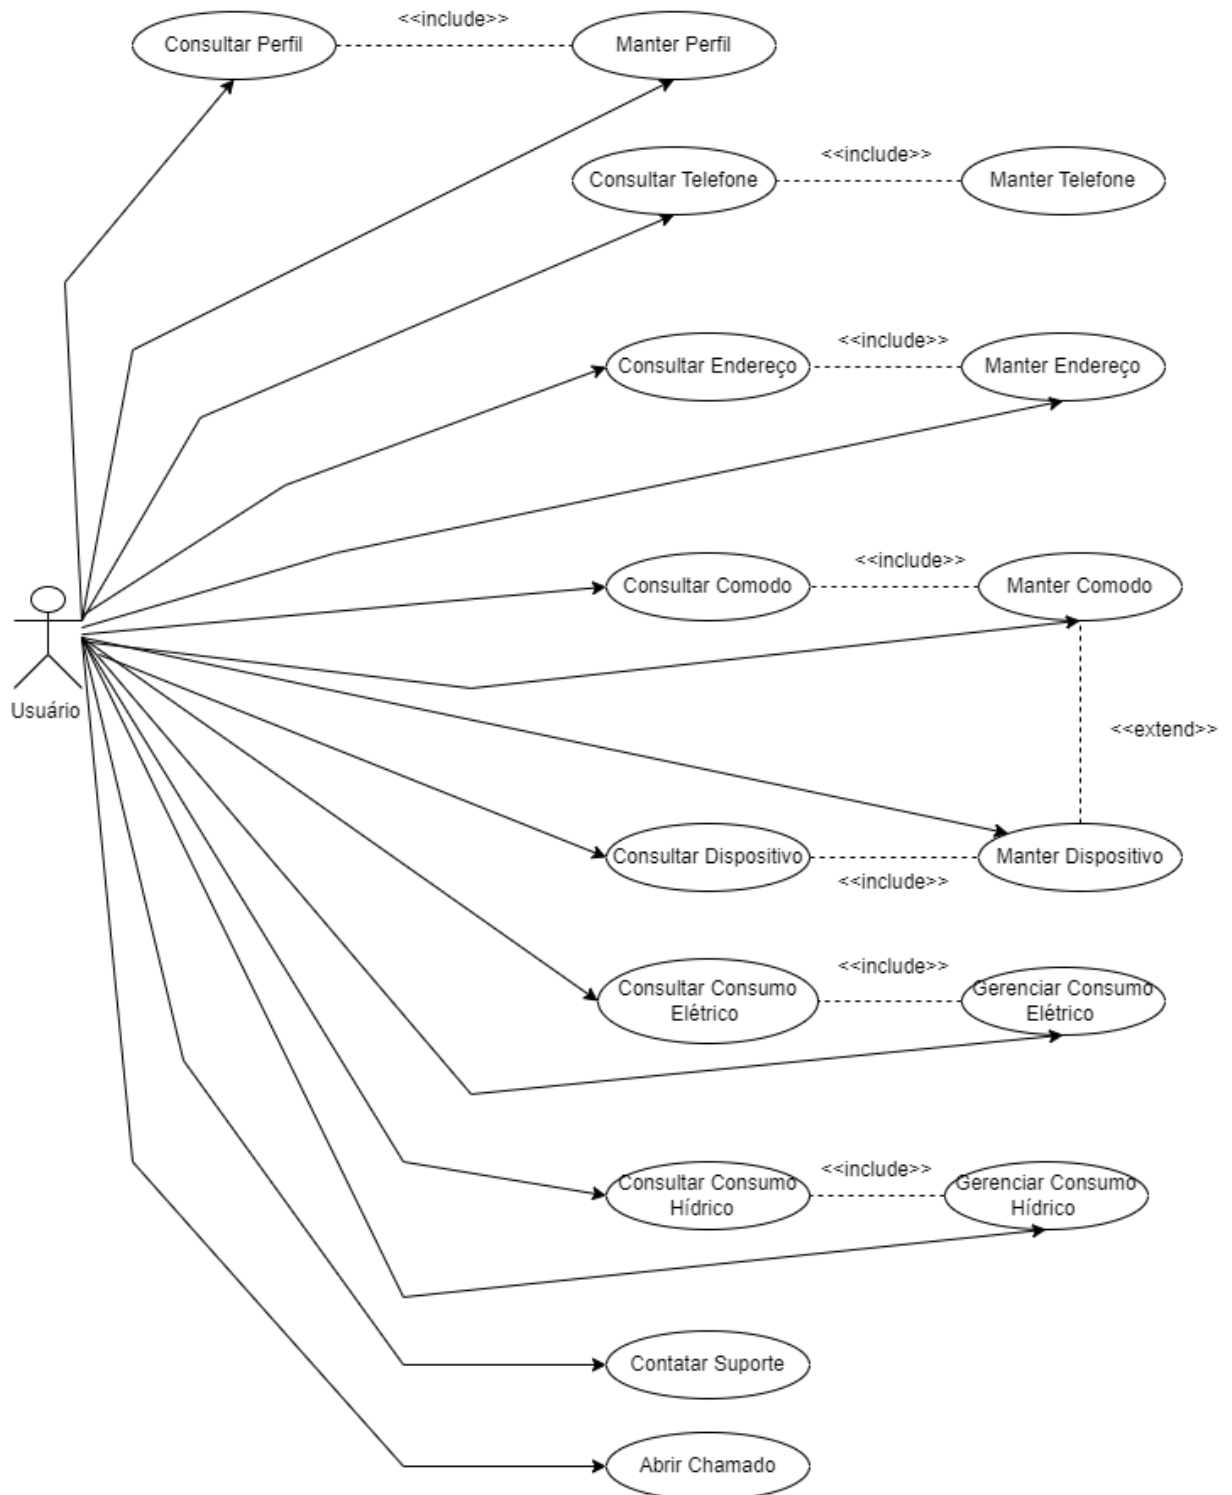 <<include>>
Consultar Perfil
Manter Perfil
<<include>>
Consultar Telefone
Manter Telefone
<<include>>
Consultar Endereço
Manter Endereço
<<include>>
Consultar Comodo
Manter Comodo
Usuário
<<extend>>
Consultar Dispositivo
Manter Dispositivo
<<include>>
<<include>>
Consultar Consumo
Elétrico
Gerenciar Consumo
Elétrico
<<include>>
Consultar Consumo
Hídrico
Gerenciar Consumo
Hídrico
Contatar Suporte
Abrir Chamado